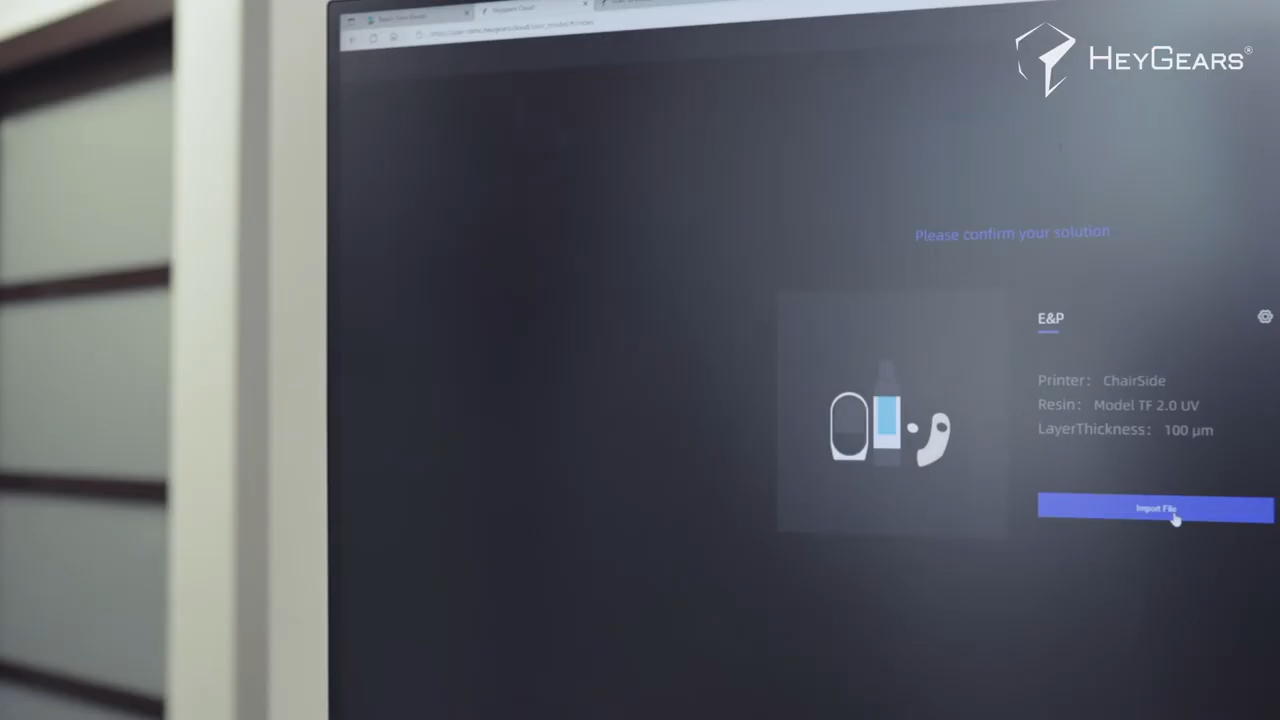 HEYGEARS®
Please confirm your solution
E&P
Printer: ChairSide
Resin: Model TF 2.0 UV
LayerThickness: 100 μm
Import File